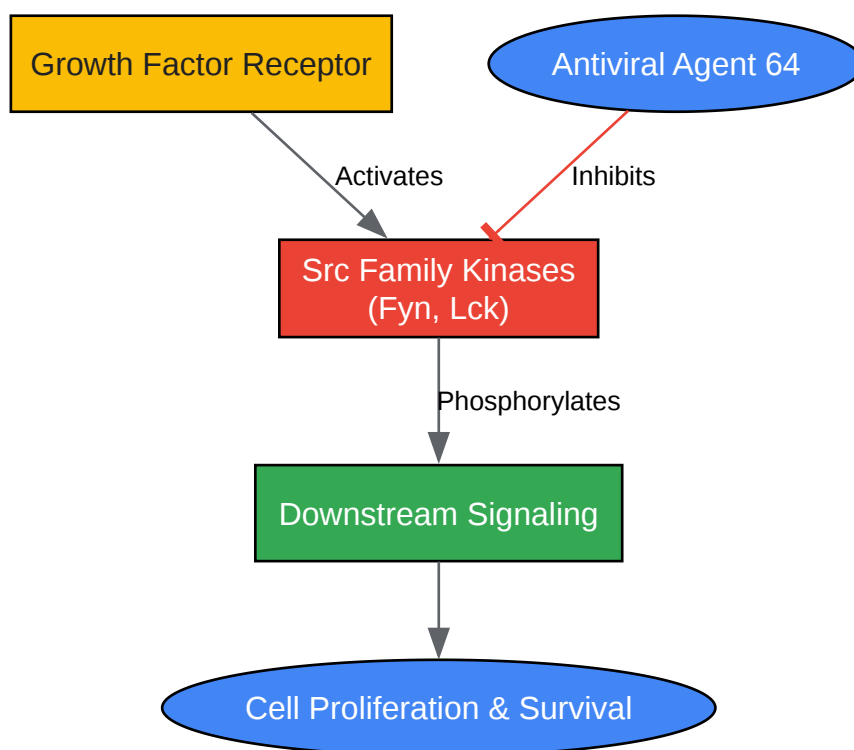 Growth Factor Receptor
Antiviral Agent 64
Activates
Inhibits
Src Family Kinases
(Fyn, Lck)
Phosphorylates
Downstream Signaling
Cell Proliferation & Survival